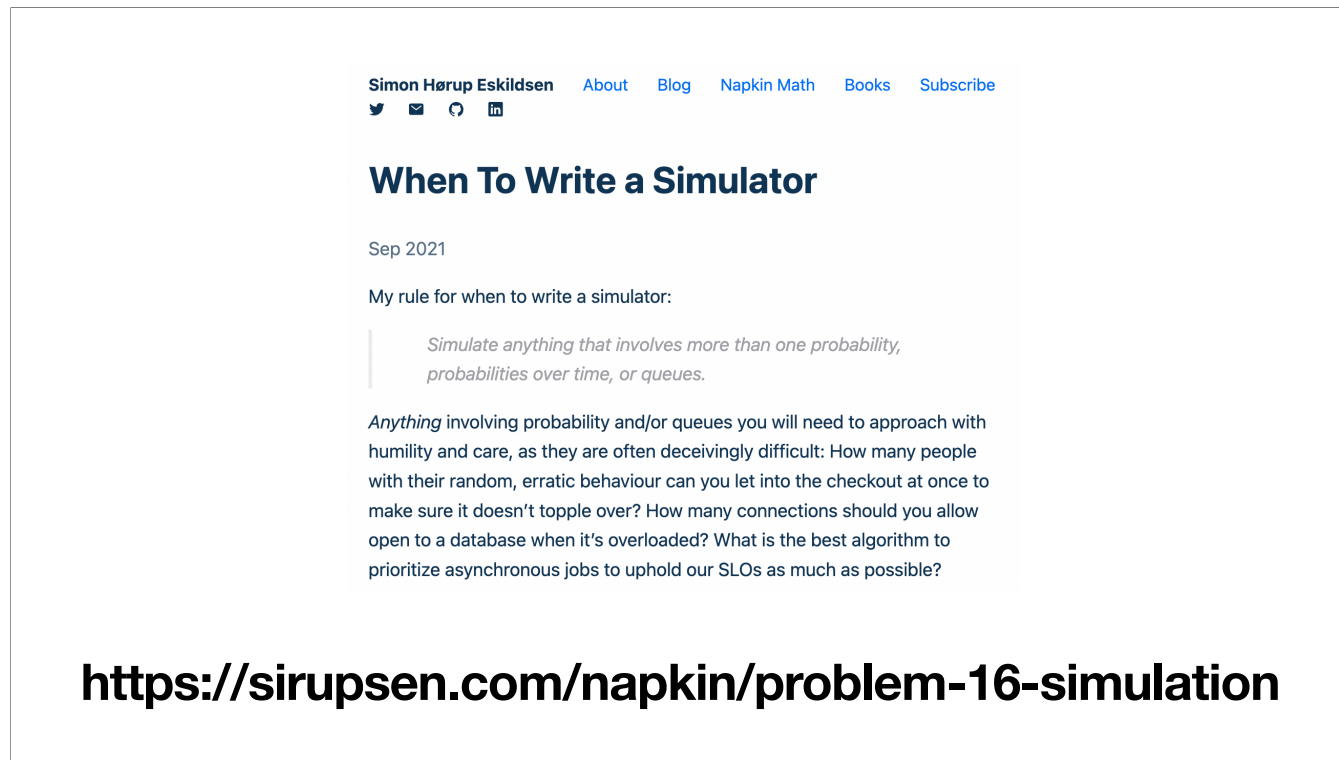 Simon Hørup Eskildsen About Blog Napkin Math Books Subscribe
When To Write a Simulator
Sep 2021
My rule for when to write a simulator:
Simulate anything that involves more than one probability,
probabilities over time, or queues.
Anything involving probability and/or queues you will need to approach with
humility and care, as they are often deceivingly difficult: How many people
with their random, erratic behaviour can you let into the checkout at once to
make sure it doesn’t topple over? How many connections should you allow
open to a database when it’s overloaded? What is the best algorithm to
prioritize asynchronous jobs to uphold our SLOs as much as possible?
https://sirupsen.com/napkin/problem-16-simulation